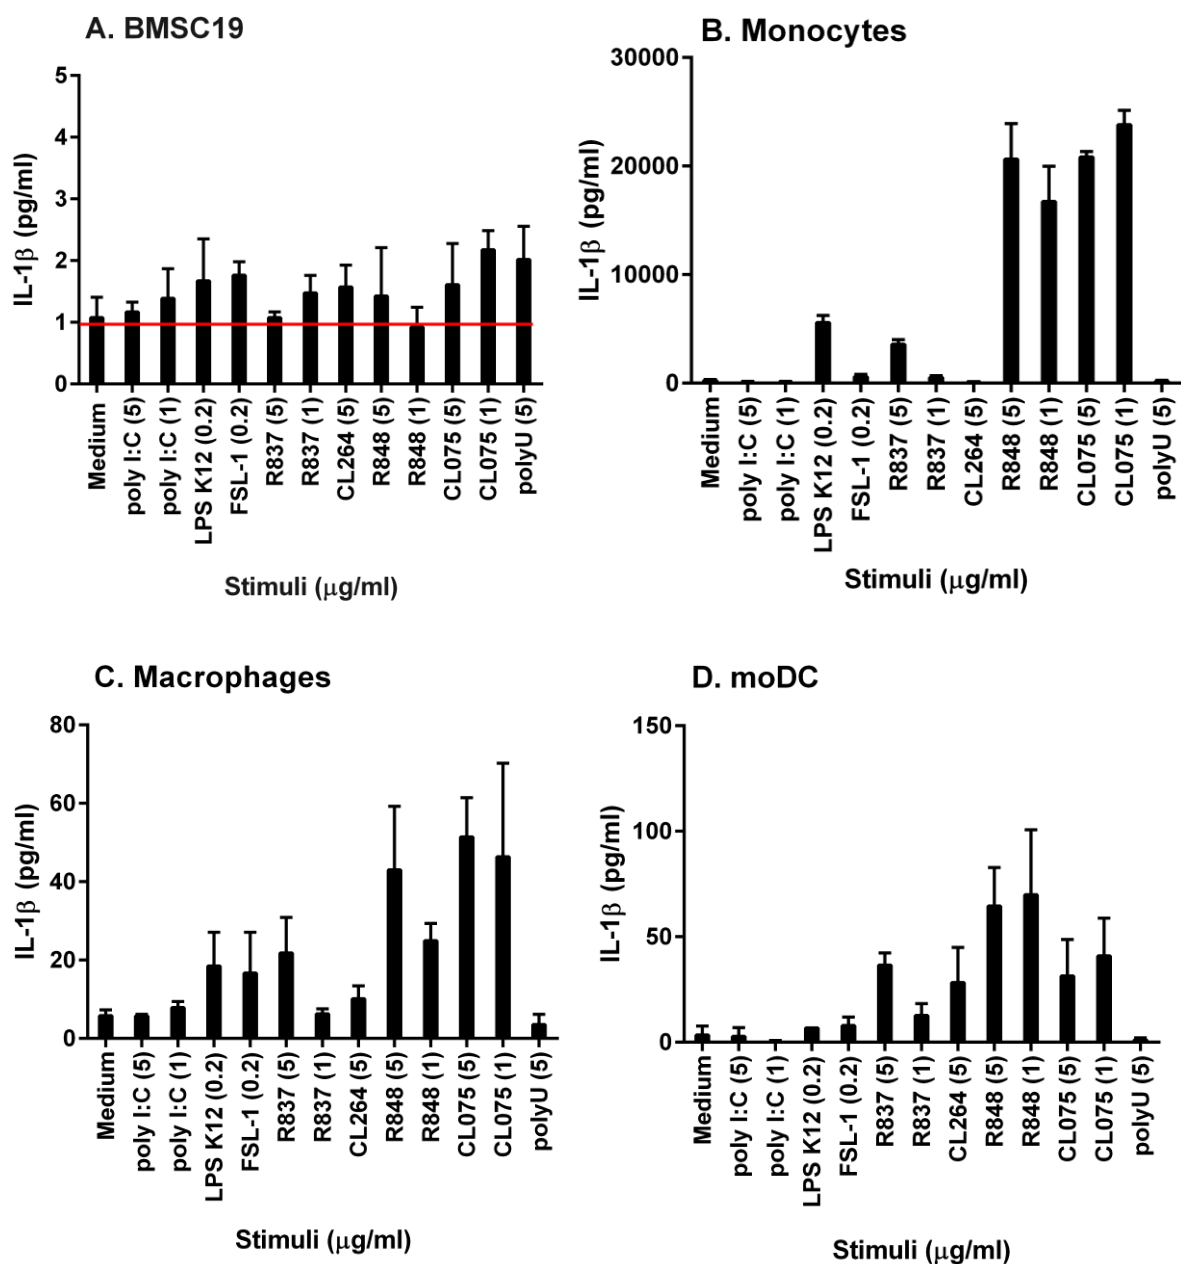 A. BMSC19
5
4
3
2
1
0
IL-1β (pg/ml)
Medium
poly I:C (5)
poly I:C (1)
LPS K12 (0.2)
FSL-1 (0.2)
R837 (5)
R837 (1)
CL264 (5)
R848 (5)
R848 (1)
CL075 (5)
CL075 (1)
polyU (5)
Stimuli (μg/ml)
B. Monocytes
30000
20000
10000
0
IL-1β (pg/ml)
Medium
poly I:C (5)
poly I:C (1)
LPS K12 (0.2)
FSL-1 (0.2)
R837 (5)
R837 (1)
CL264 (5)
R848 (5)
R848 (1)
CL075 (5)
CL075 (1)
polyU (5)
Stimuli (μg/ml)
C. Macrophages
80
60
40
20
0
IL-1β (pg/ml)
Medium
poly I:C (5)
poly I:C (1)
LPS K12 (0.2)
FSL-1 (0.2)
R837 (5)
R837 (1)
CL264 (5)
R848 (5)
R848 (1)
CL075 (5)
CL075 (1)
polyU (5)
Stimuli (μg/ml)
D. moDC
150
100
50
0
IL-1β (pg/ml)
Medium
poly I:C (5)
poly I:C (1)
LPS K12 (0.2)
FSL-1 (0.2)
R837 (5)
R837 (1)
CL264 (5)
R848 (5)
R848 (1)
CL075 (5)
CL075 (1)
polyU (5)
Stimuli (μg/ml)